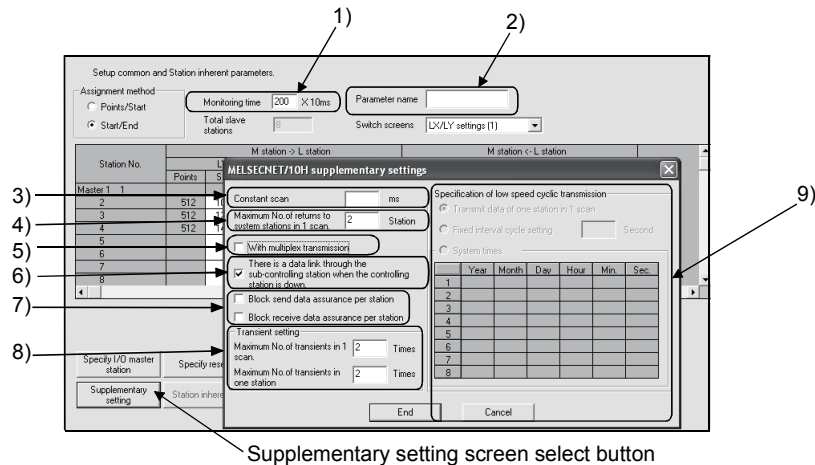 1)
2)
Setup common and Station inherent parameters.
Assignment method
Points/Start
Start/End
Monitoring time 200 X 10ms
Parameter name
Total slave stations 8
Switch screens LX/LY settings (1)
Station No.
M station -> L station
M station <- L station
Points
Master 1 1
2 512
3 512
4 512
5
6
7
8
MELSECNET/10H supplementary settings
3)
Constant scan ms
4)
Maximum No.of returns to system stations in 1 scan. 2 Station
5)
With multiplex transmission
6)
There is a data link through the sub-controlling station when the controlling station is down.
7)
Block send data assurance per station
Block receive data assurance per station
8)
Transient setting
Maximum No.of transients in 1 scan. 2 Times
Maximum No.of transients in one station 2 Times
9)
Specification of low speed cyclic transmission
Transmit data of one station in 1 scan
Fixed interval cycle setting Second
System times
Year Month Day Hour Min. Sec.
1
2
3
4
5
6
7
8
End
Cancel
Specify I/O master station
Specify rese
Supplementary setting
Station inhere
Supplementary setting screen select button